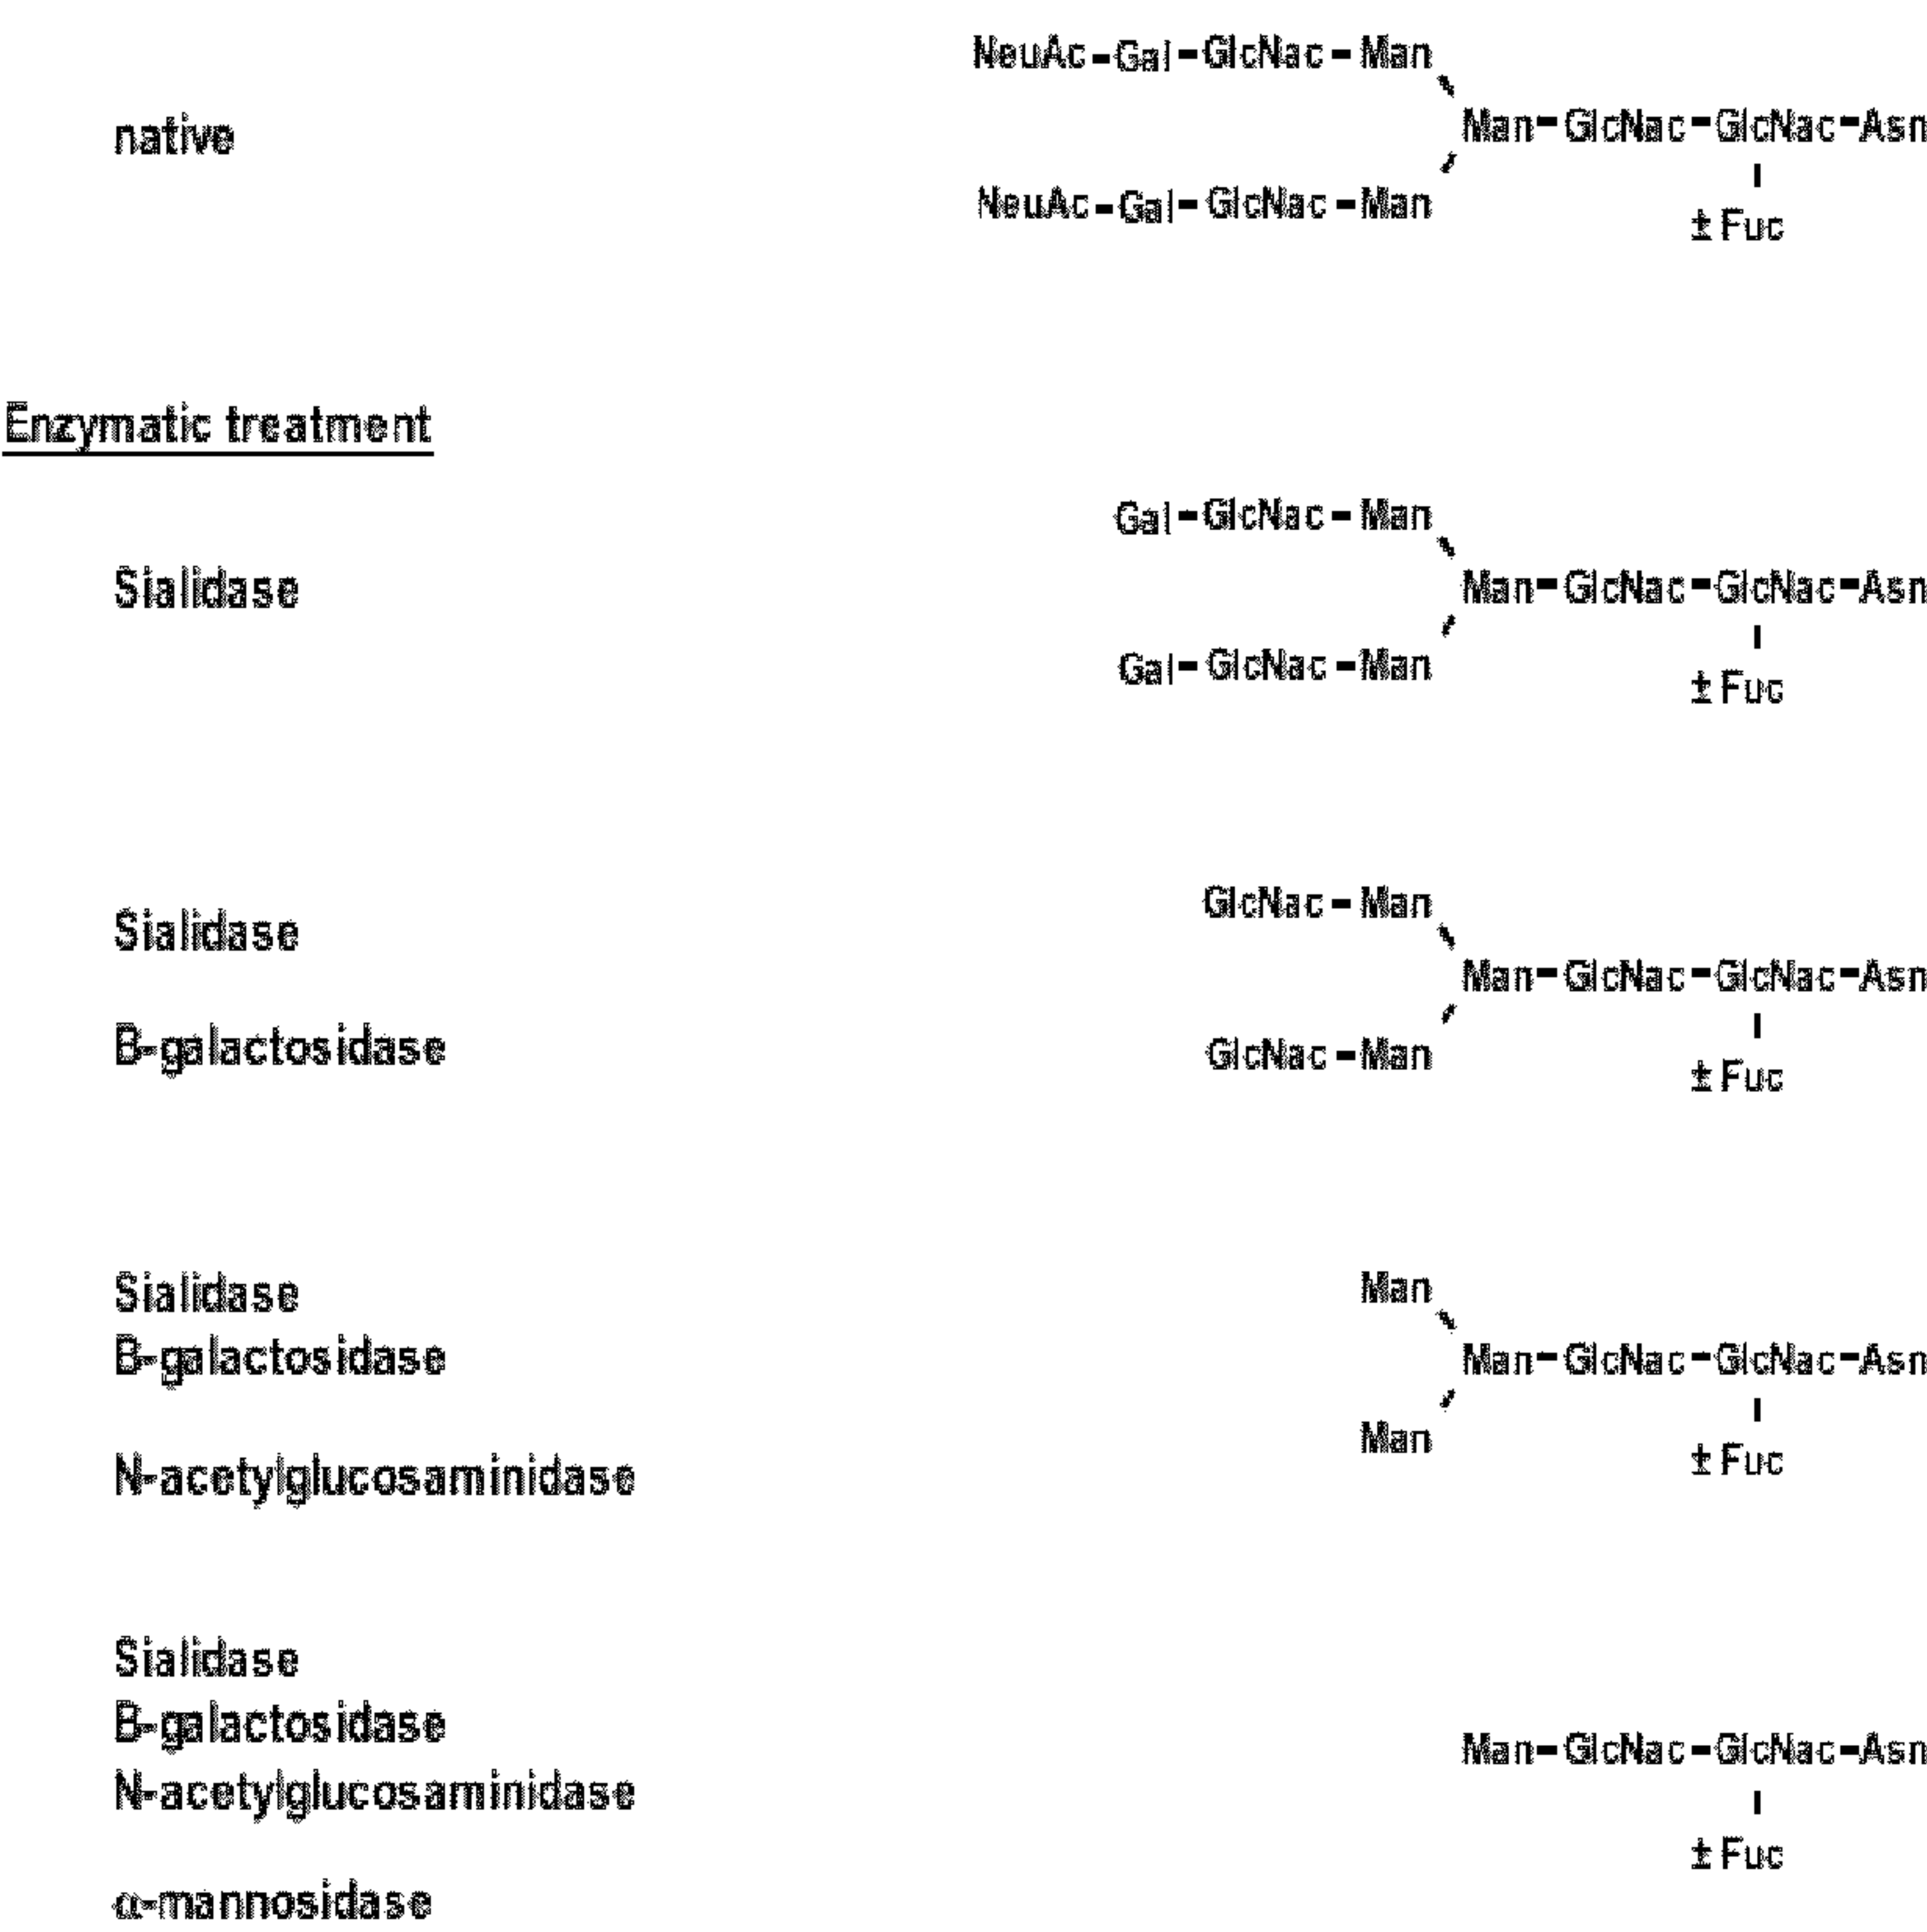 NeuAc-Gal-GlcNac-Man
native
Man-GlcNac-GlcNac-Asn
NeuAc-Gal-GlcNac-Man
±Fuc
Enzymatic treatment
Gal-GlcNac-Man
Sialidase
Man-GlcNac-GlcNac-Asn
Gal-GlcNac-Man
±Fuc
GlcNac-Man
Sialidase
Man-GlcNac-GlcNac-Asn
B-galactosidase
GlcNac-Man
±Fuc
Man
Sialidase
B-galactosidase
Man-GlcNac-GlcNac-Asn
Man
±Fuc
N-acetylglucosaminidase
Sialidase
B-galactosidase
Man-GlcNac-GlcNac-Asn
N-acetylglucosaminidase
±Fuc
α-mannosidase